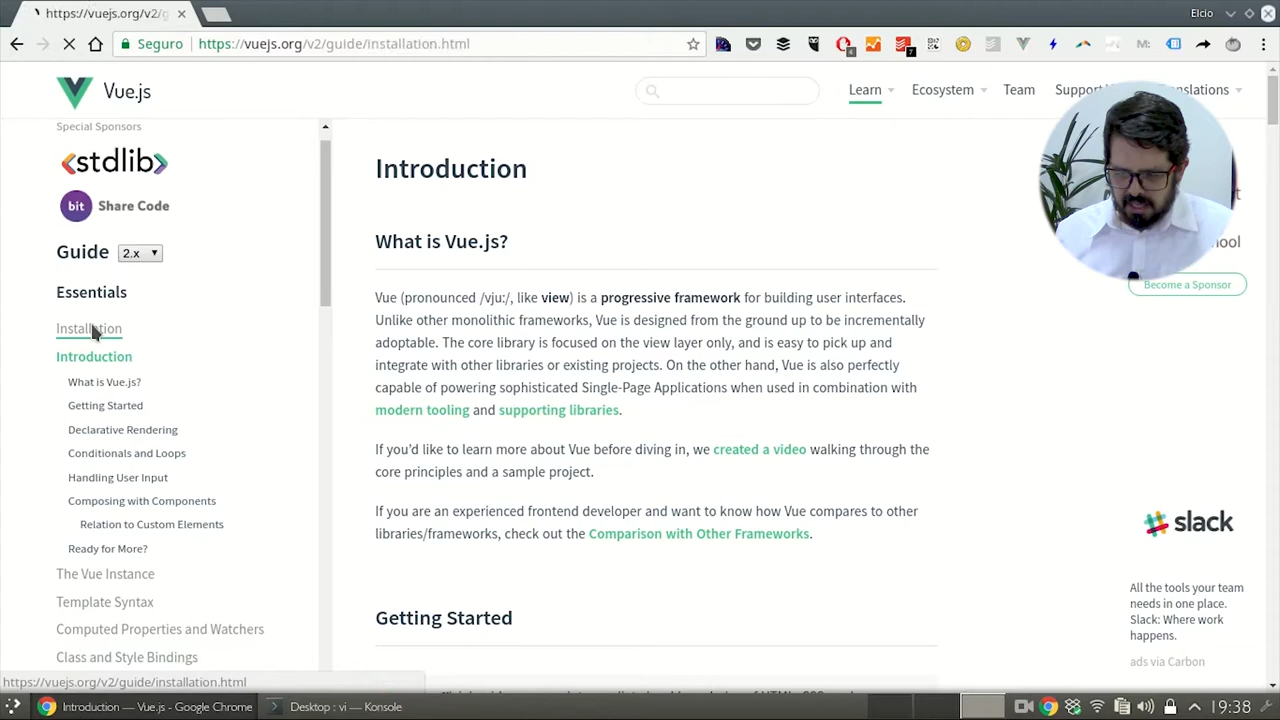 https://vuejs.org/v2/g
Elcio
Seguro
https://vuejs.org/v2/guide/installation.html
Vue.js
Learn
Ecosystem
Team
Support
Special Sponsors
<stdlib>
bit Share Code
Guide 2.x
Essentials
Installation
Introduction
What is Vue.js?
Getting Started
Declarative Rendering
Conditionals and Loops
Handling User Input
Composing with Components
Relation to Custom Elements
Ready for More?
The Vue Instance
Template Syntax
Computed Properties and Watchers
Class and Style Bindings
Introduction
What is Vue.js?
Vue (pronounced /vjuː/, like view) is a progressive framework for building user interfaces.
Unlike other monolithic frameworks, Vue is designed from the ground up to be incrementally
adoptable. The core library is focused on the view layer only, and is easy to pick up and
integrate with other libraries or existing projects. On the other hand, Vue is also perfectly
capable of powering sophisticated Single-Page Applications when used in combination with
modern tooling and supporting libraries.
If you’d like to learn more about Vue before diving in, we created a video walking through the
core principles and a sample project.
If you are an experienced frontend developer and want to know how Vue compares to other
libraries/frameworks, check out the Comparison with Other Frameworks.
Getting Started
Become a Sponsor
slack
All the tools your team
needs in one place.
Slack: Where work
happens.
ads via Carbon
https://vuejs.org/v2/guide/installation.html
Introduction — Vue.js - Google Chrome
Desktop : vi — Konsole
19:38